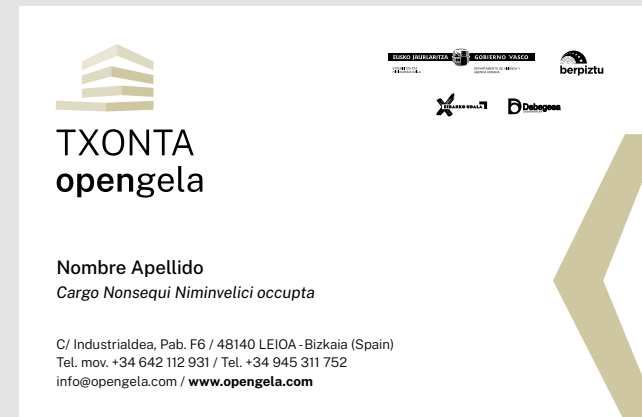 TXONTA
opengela
EUSKO JAURLARITZA GOBIERNO VASCO
berpiztu
EIBARKO UDALA
Debegesa
Nombre Apellido
Cargo Nonsequi Niminvelici occupta
C/ Industrialdea, Pab. F6 / 48140 LEIOA - Bizkaia (Spain)
Tel. mov. +34 642 112 931 / Tel. +34 945 311 752
info@opengela.com / www.opengela.com